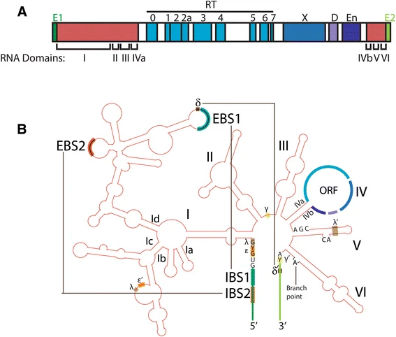 A
E1
RT
E2
0 1 2 2a 3 4 5 6 7 X D En
RNA Domains: I II III IVa IVb V VI
B
δ
EBS1
EBS2
III
II
I
Id
Ic
Ib
Ia
IVa
IVb
ORF
IV
γ
A G C
λ'
V
CA
λ
ε
ε'
λ
IBS1
IBS2
δ'
γ'
A
Branch
point
VI
5'
3'